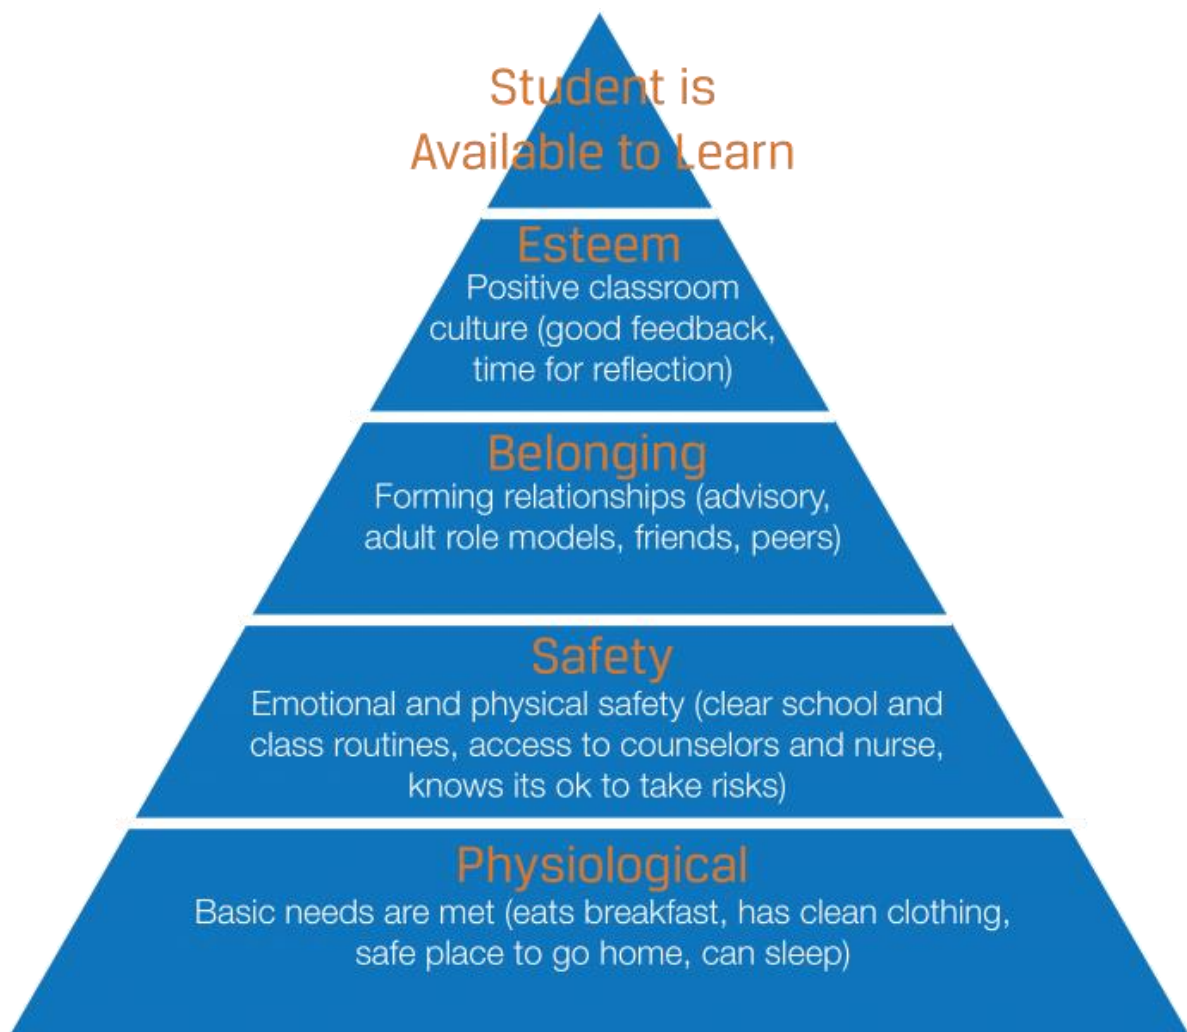 Student is
Available to Learn
Esteem
Positive classroom
culture (good feedback,
time for reflection)
Belonging
Forming relationships (advisory,
adult role models, friends, peers)
Safety
Emotional and physical safety (clear school and
class routines, access to counselors and nurse,
knows its ok to take risks)
Physiological
Basic needs are met (eats breakfast, has clean clothing,
safe place to go home, can sleep)